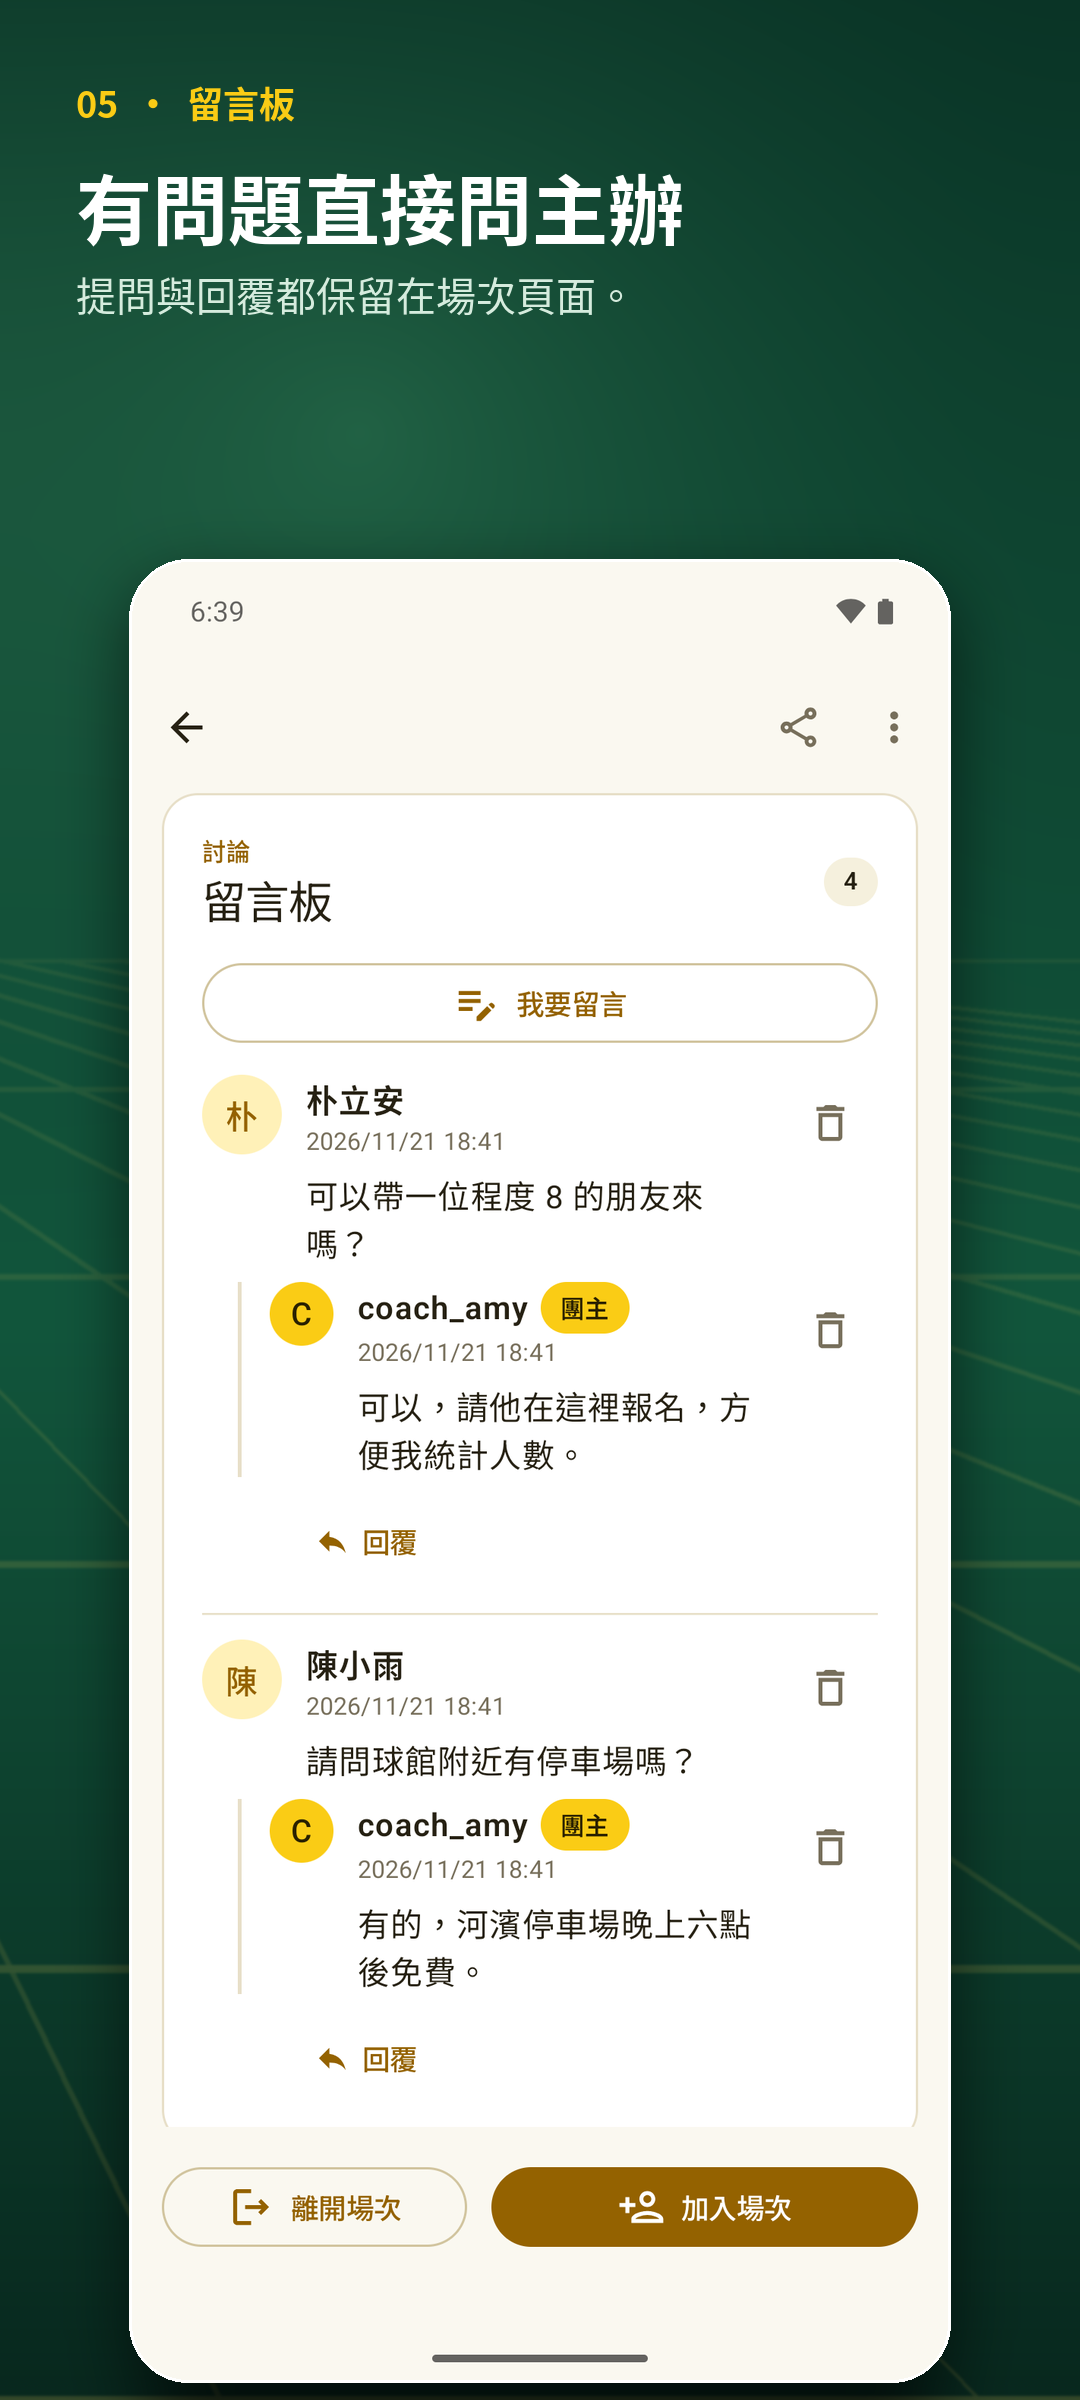 05 • 留言板
有問題直接問主辦
提問與回覆都保留在場次頁面。
6:39
討論
留言板
4
我要留言
朴
朴立安
2026/11/21 18:41
可以帶一位程度 8 的朋友來
嗎？
C
coach_amy 團主
2026/11/21 18:41
可以，請他在這裡報名，方
便我統計人數。
回覆
陳
陳小雨
2026/11/21 18:41
請問球館附近有停車場嗎？
C
coach_amy 團主
2026/11/21 18:41
有的，河濱停車場晚上六點
後免費。
回覆
離開場次
加入場次